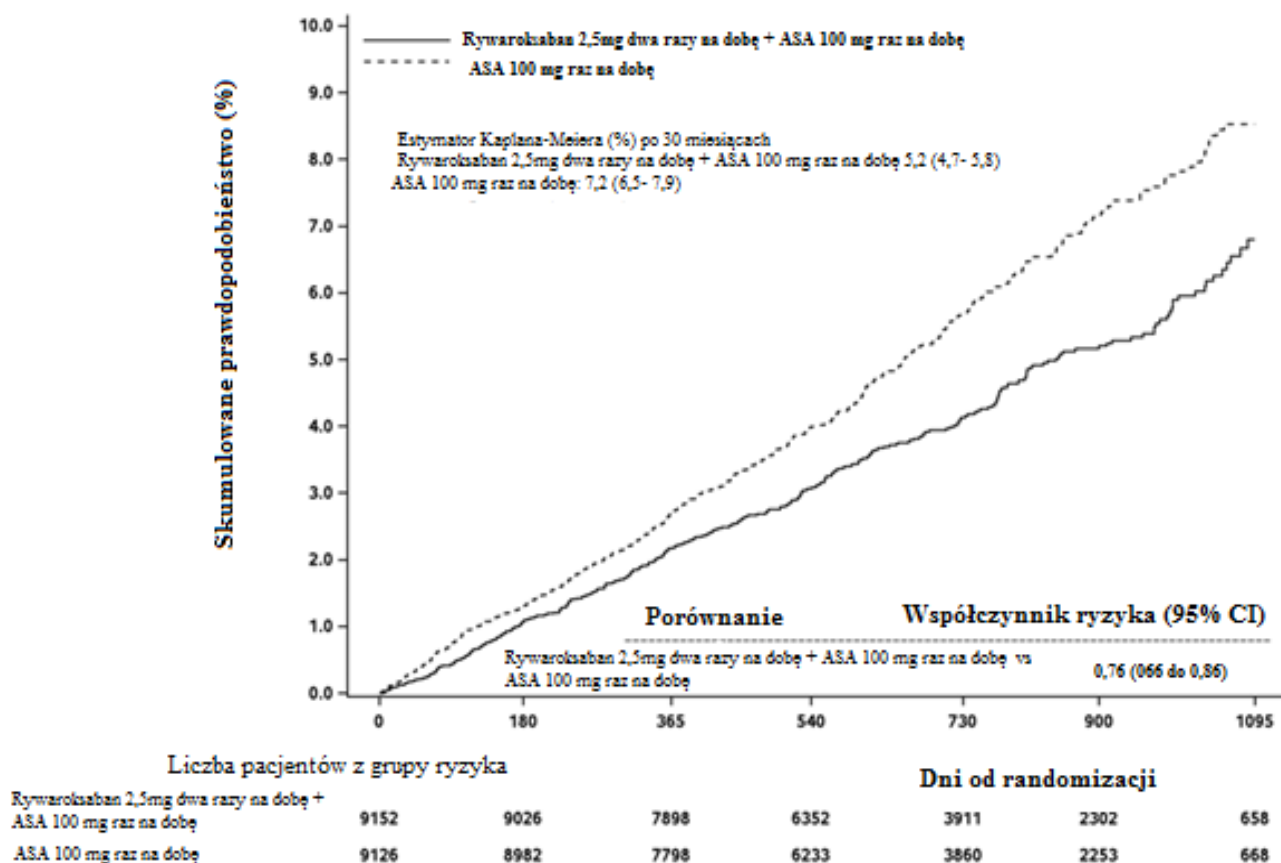 Skumulowane prawdopodobieństwo (%)
10.0
9.0
8.0
7.0
6.0
5.0
4.0
3.0
2.0
1.0
0.0
Rywaroksaban 2,5mg dwa razy na dobę + ASA 100 mg raz na dobę
ASA 100 mg raz na dobę
Estymator Kaplana-Meiera (%) po 30 miesiącach
Rywaroksaban 2,5mg dwa razy na dobę + ASA 100 mg raz na dobę 5,2 (4,7- 5,8)
ASA 100 mg raz na dobę: 7,2 (6,5- 7,9)
Porównanie Współczynnik ryzyka (95% CI)
Rywaroksaban 2,5mg dwa razy na dobę + ASA 100 mg raz na dobę vs
ASA 100 mg raz na dobę
0,76 (066 do 0,86)
0 180 365 540 730 900 1095
Liczba pacjentów z grupy ryzyka
Dni od randomizacji
Rywaroksaban 2,5mg dwa razy na dobę +
ASA 100 mg raz na dobę 9152 9026 7898 6352 3911 2302 658
ASA 100 mg raz na dobę 9126 8982 7798 6233 3860 2253 668